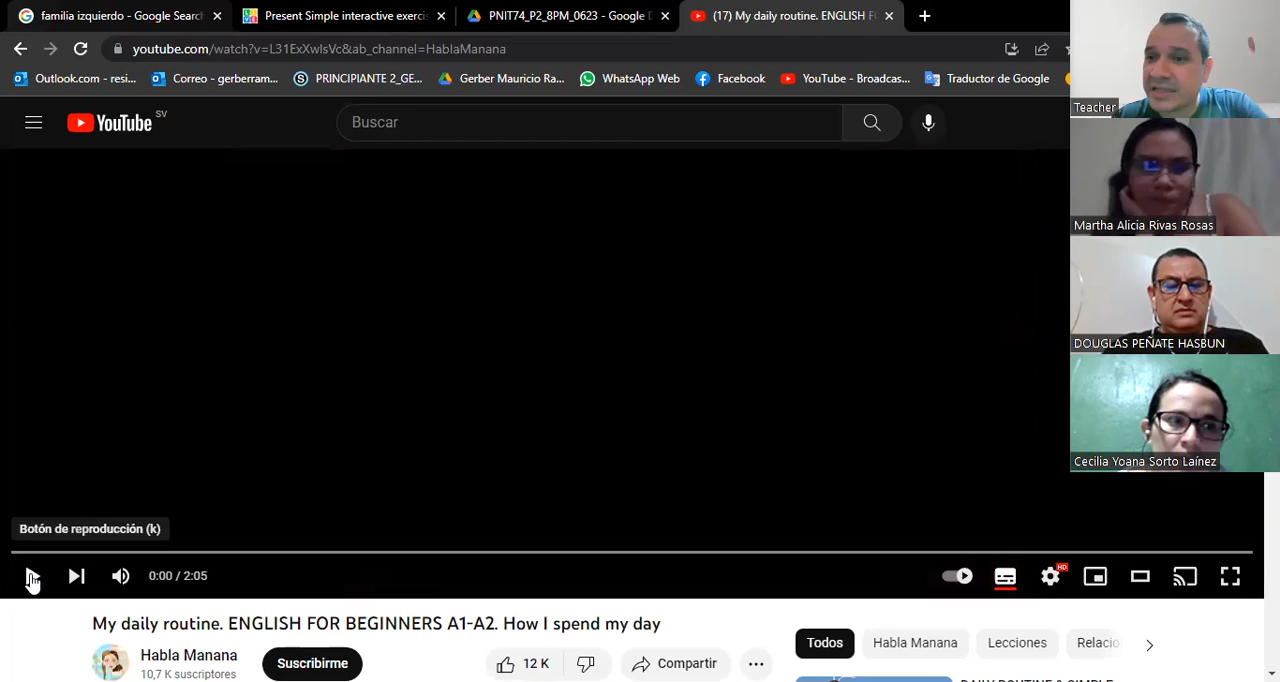 familia izquierdo - Google Searc
Present Simple interactive exerci
PNIT74_P2_8PM_0623 - Google D
(17) My daily routine. ENGLISH F
youtube.com/watch?v=L31ExXwlsVc&ab_channel=HablaManana
Outlook.com - resi...
Correo - gerberram...
PRINCIPIANTE 2_GE...
Gerber Mauricio Ra...
WhatsApp Web
Facebook
YouTube - Broadcas...
Traductor de Google
YouTube SV
Buscar
Teacher
Martha Alicia Rivas Rosas
DOUGLAS PEÑATE HASBUN
Cecilia Yoana Sorto Laínez
Botón de reproducción (k)
0:00 / 2:05
HD
My daily routine. ENGLISH FOR BEGINNERS A1-A2. How I spend my day
Habla Manana
10,7 K suscriptores
Suscribirme
12 K
Compartir
Todos
Habla Manana
Lecciones
Relacio